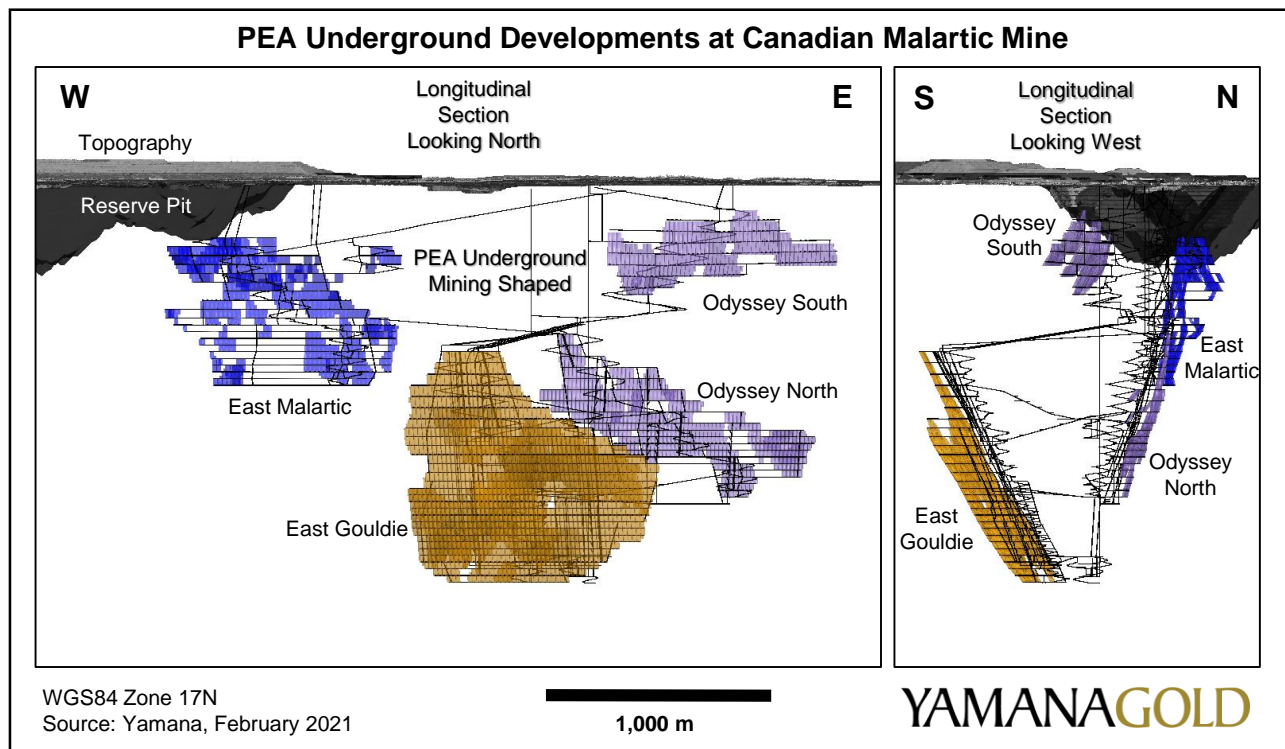 PEA Underground Developments at Canadian Malartic Mine
W
Longitudinal
Section
Looking North
E
Topography
Reserve Pit
PEA Underground
Mining Shaped
Odyssey South
East Malartic
Odyssey North
East Gouldie
S
Longitudinal
Section
Looking West
N
Odyssey
South
East
Malartic
Odyssey
North
East
Gouldie
WGS84 Zone 17N
Source: Yamana, February 2021
1,000 m
YAMANAGOLD